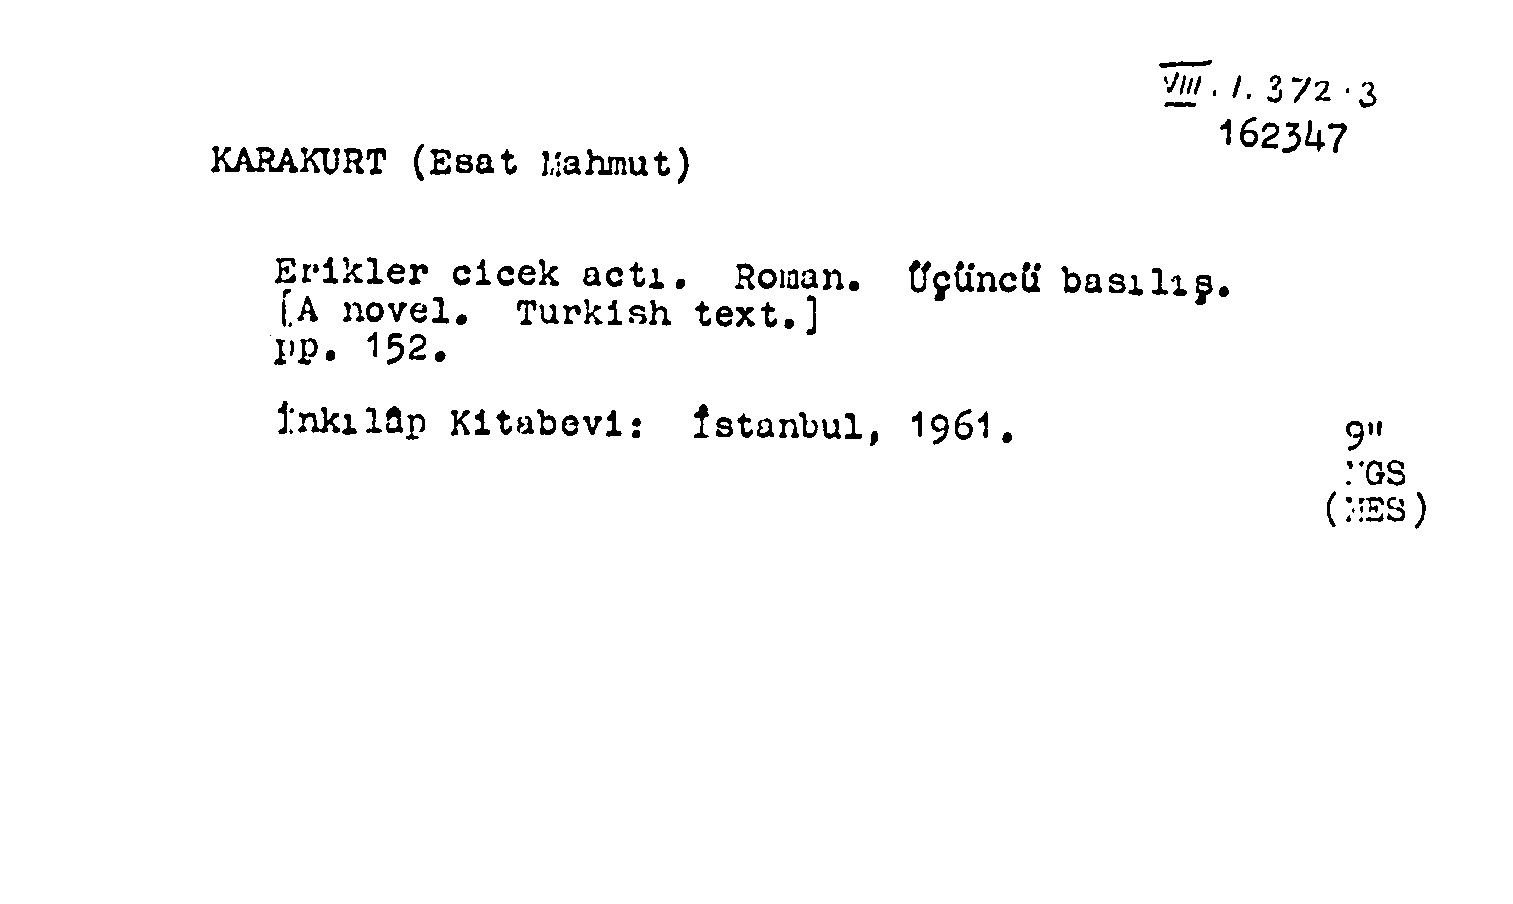 VIII. 1. 372.3
162347
KARAKURT (Esat Mahmut)
Erikler cicek actı. Roman. Üçüncü basılış.
[A novel. Turkish text.]
pp. 152.
İnkılâp Kitabevi: İstanbul, 1961.
9"
(MES)